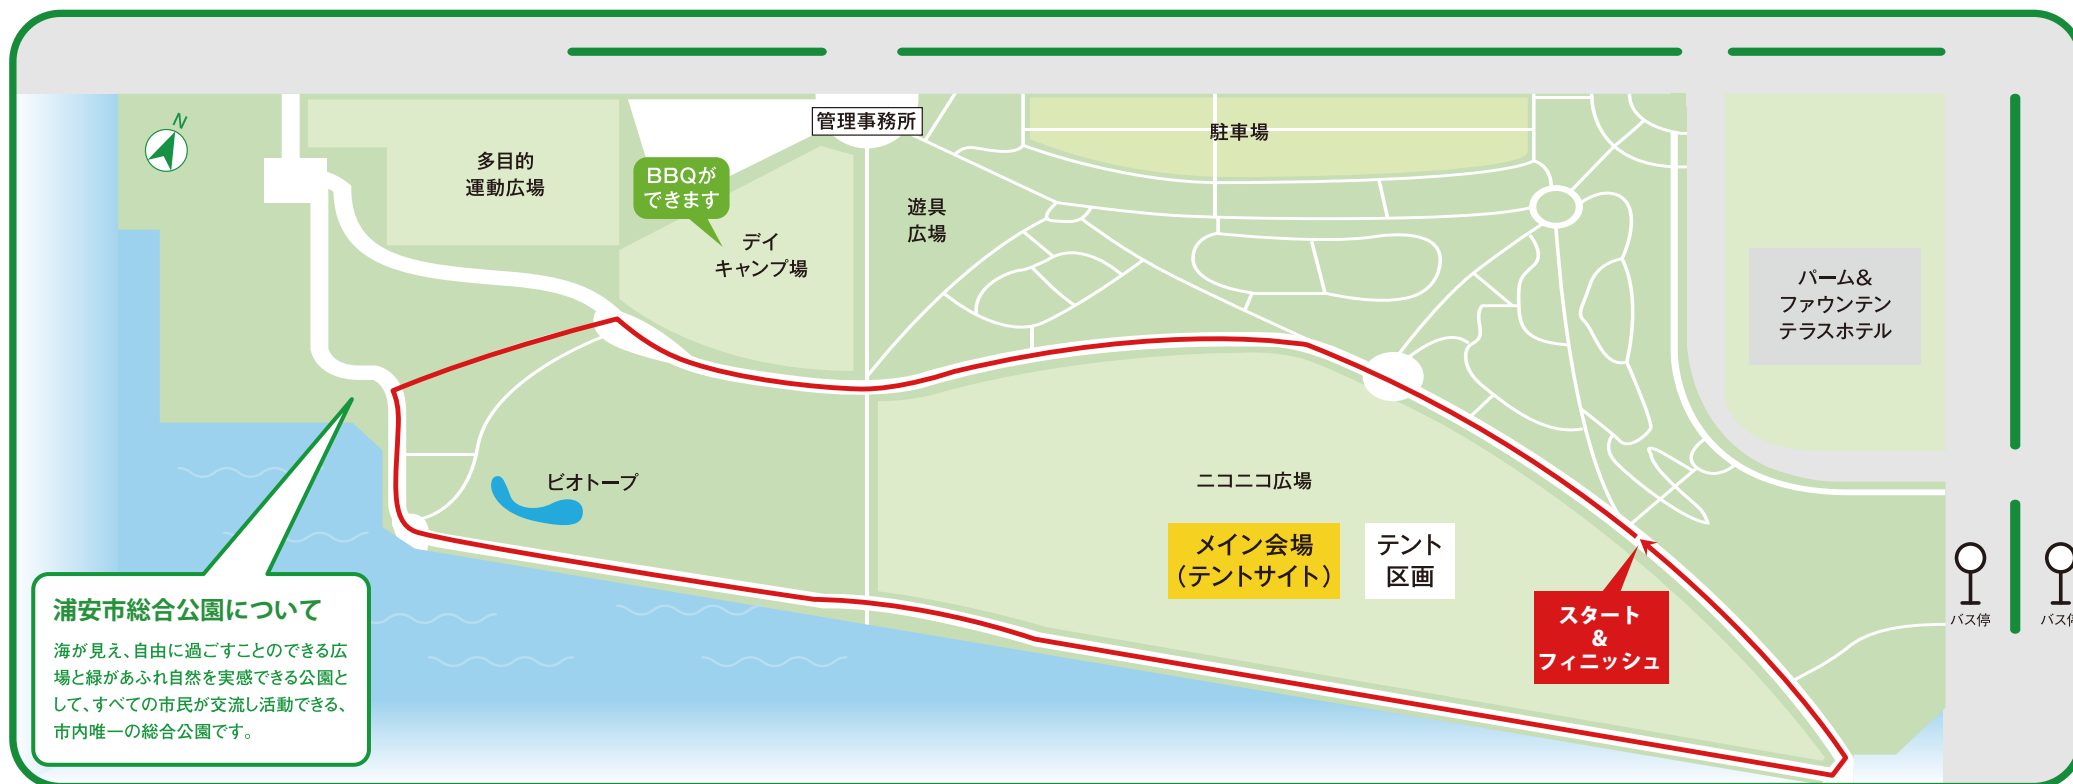 N
管理事務所
駐車場
多目的
運動広場
BBQが
できます
デイ
キャンプ場
遊具
広場
パーム&
ファウンテン
テラスホテル
ビオトープ
ニコニコ広場
メイン会場
(テントサイト)
テント
区画
スタート
&
フィニッシュ
バス停
バス停
浦安市総合公園について
海が見え、自由に過ごすことのできる広
場と緑があふれ自然を実感できる公園と
して、すべての市民が交流し活動できる、
市内唯一の総合公園です。